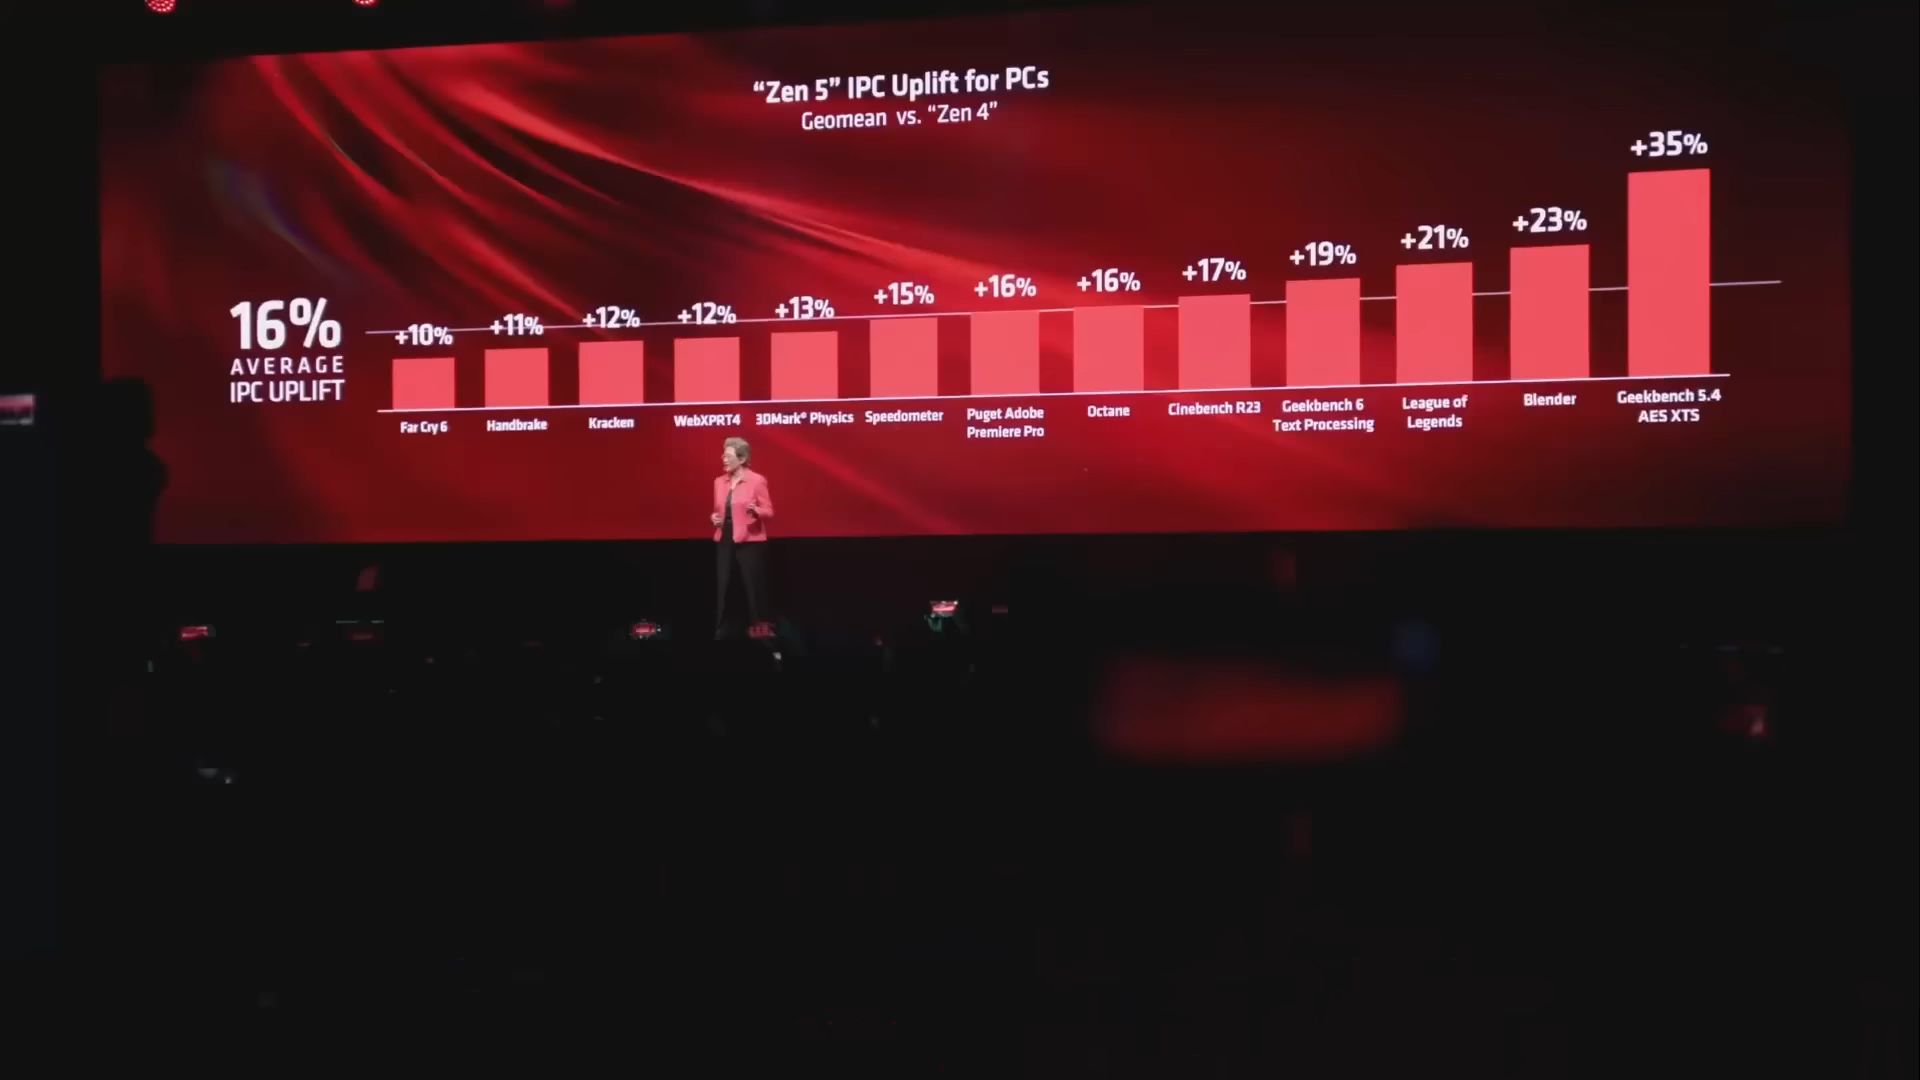 “Zen 5” IPC Uplift for PCs
Geomean vs. “Zen 4”
16%
AVERAGE
IPC UPLIFT
+10%
+11%
+12%
+12%
+13%
+15%
+16%
+16%
+17%
+19%
+21%
+23%
+35%
Far Cry 6
Handbrake
Kracken
WebXPRT4
3DMark® Physics
Speedometer
Puget Adobe
Premiere Pro
Octane
Cinebench R23
Geekbench 6
Text Processing
League of
Legends
Blender
Geekbench 5.4
AES XTS